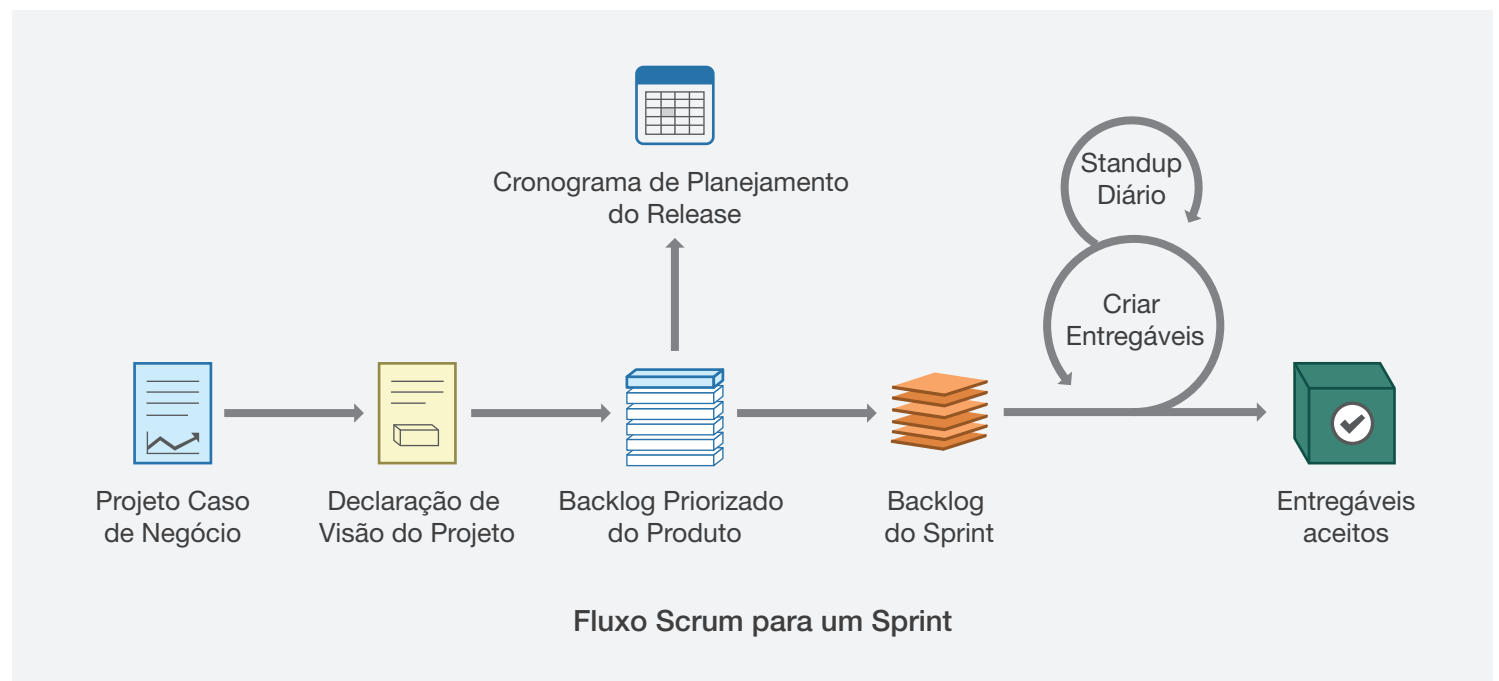 Cronograma de Planejamento
do Release
Standup
Diário
Criar
Entregáveis
Projeto Caso
de Negócio
Declaração de
Visão do Projeto
Backlog Priorizado
do Produto
Backlog
do Sprint
Entregáveis
aceitos
Fluxo Scrum para um Sprint